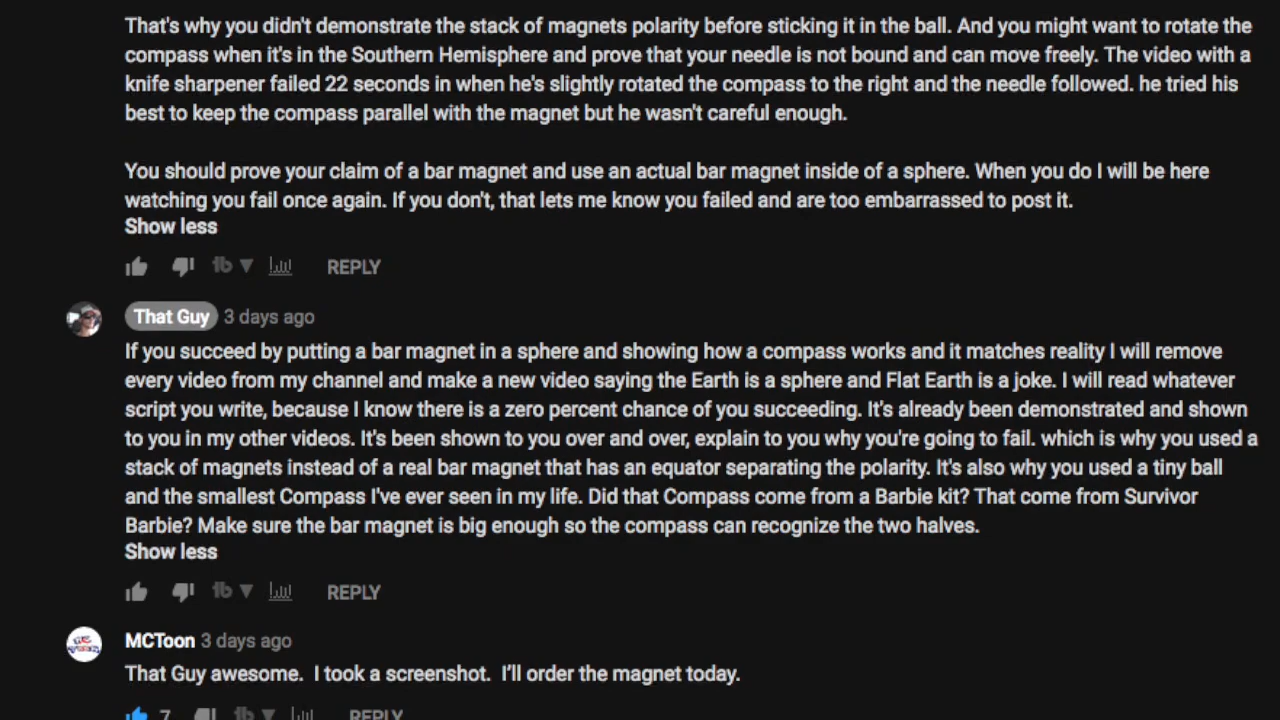 That's why you didn't demonstrate the stack of magnets polarity before sticking it in the ball. And you might want to rotate the
compass when it's in the Southern Hemisphere and prove that your needle is not bound and can move freely. The video with a
knife sharpener failed 22 seconds in when he's slightly rotated the compass to the right and the needle followed. he tried his
best to keep the compass parallel with the magnet but he wasn't careful enough.
You should prove your claim of a bar magnet and use an actual bar magnet inside of a sphere. When you do I will be here
watching you fail once again. If you don't, that lets me know you failed and are too embarrassed to post it.
Show less
REPLY
That Guy 3 days ago
If you succeed by putting a bar magnet in a sphere and showing how a compass works and it matches reality I will remove
every video from my channel and make a new video saying the Earth is a sphere and Flat Earth is a joke. I will read whatever
script you write, because I know there is a zero percent chance of you succeeding. It's already been demonstrated and shown
to you in my other videos. It's been shown to you over and over, explain to you why you're going to fail. which is why you used a
stack of magnets instead of a real bar magnet that has an equator separating the polarity. It's also why you used a tiny ball
and the smallest Compass I've ever seen in my life. Did that Compass come from a Barbie kit? That come from Survivor
Barbie? Make sure the bar magnet is big enough so the compass can recognize the two halves.
Show less
REPLY
MCToon 3 days ago
That Guy awesome.  I took a screenshot.  I'll order the magnet today.
7 REPLY